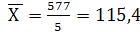 X̅ = 577/5 = 115,4